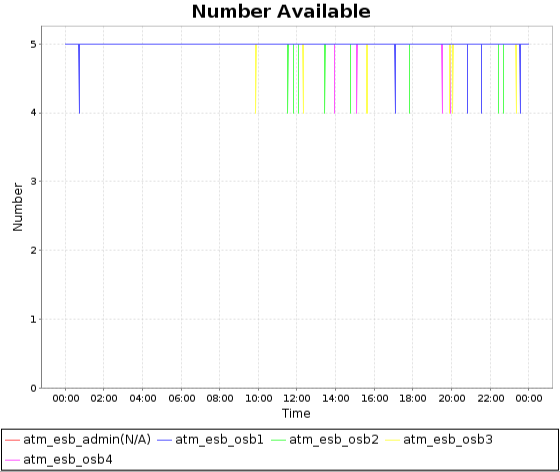 Number Available
5
4
3
2
1
0
Number
00:00 02:00 04:00 06:00 08:00 10:00 12:00 14:00 16:00 18:00 20:00 22:00 00:00
Time
atm_esb_admin(N/A) atm_esb_osb1 atm_esb_osb2 atm_esb_osb3
atm_esb_osb4